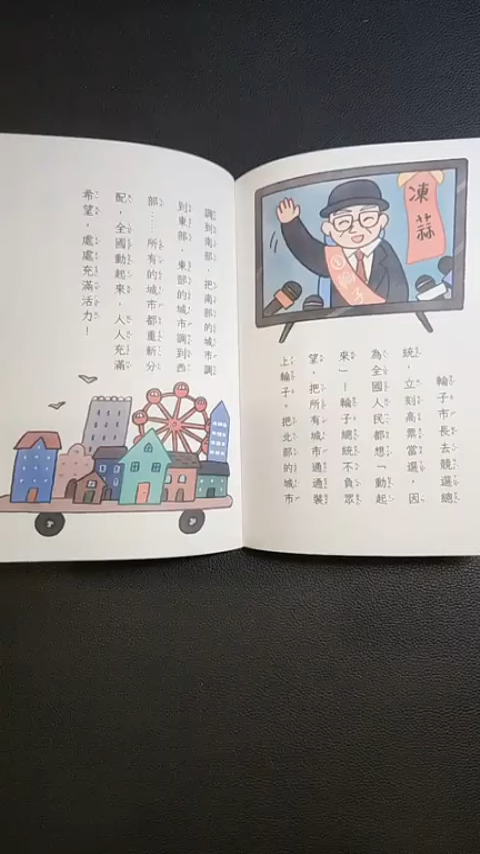 凍蒜
①輪子
輪子市長去競選總
統，立刻高票當選，因
為全國人民都想「動起
來」！輪子總統不負眾
望，把所有城市通通裝
上輪子。把北部的城市
調到南部，把南部的城市調
到東部，東部的城市調到西
部……所有的城市都重新分
配，全國動起來，人人充滿
希望，處處充滿活力！